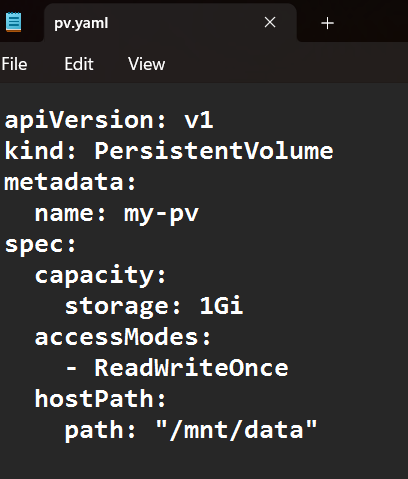 pv.yaml
File Edit View
apiVersion: v1
kind: PersistentVolume
metadata:
  name: my-pv
spec:
  capacity:
    storage: 1Gi
  accessModes:
    - ReadWriteOnce
  hostPath:
    path: "/mnt/data"